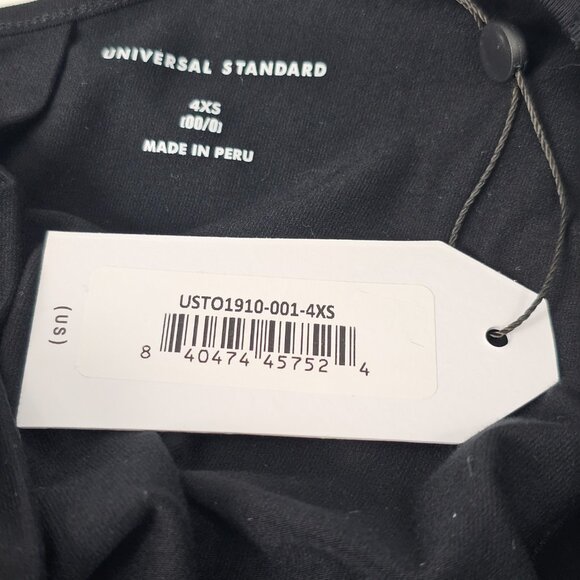 UNIVERSAL STANDARD
4XS
[00/0]
MADE IN PERU
(us)
USTO1910-001-4XS
8 40474 45752 4